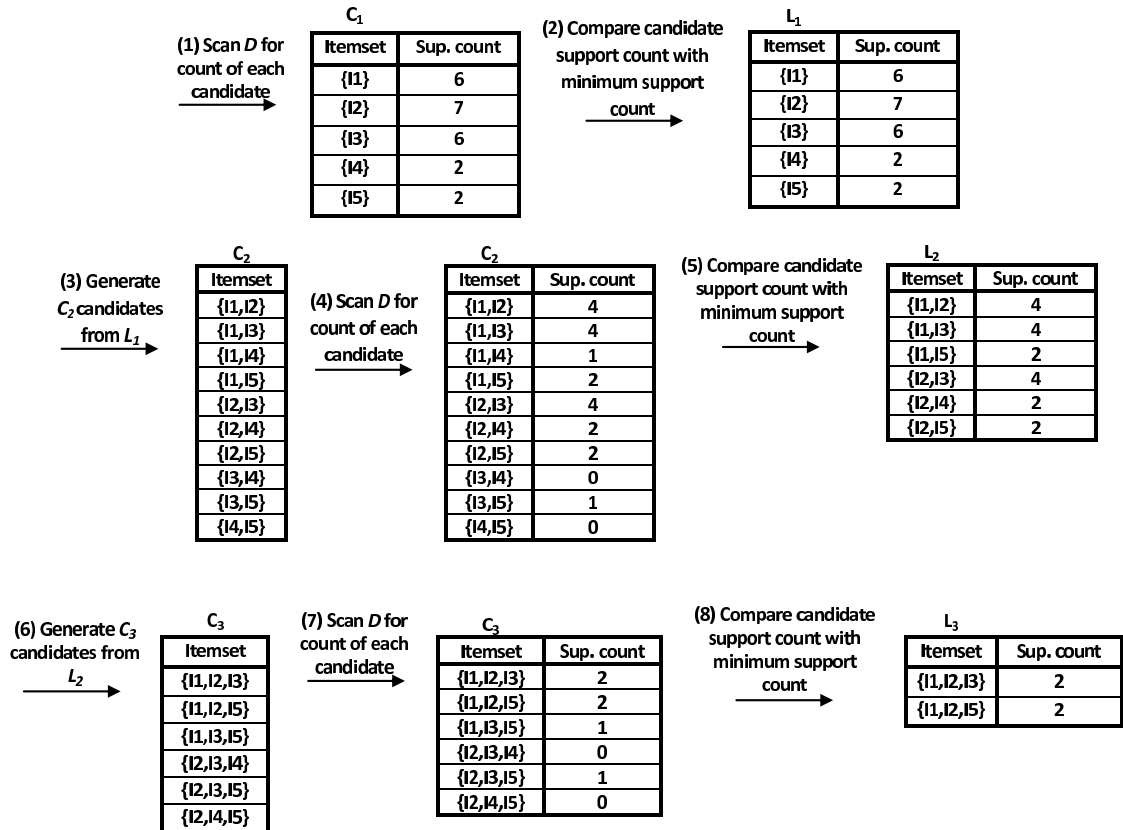 C1
(1) Scan D for
count of each
candidate
Itemset Sup. count
{I1} 6
{I2} 7
{I3} 6
{I4} 2
{I5} 2
(2) Compare candidate
support count with
minimum support
count
L1
Itemset Sup. count
{I1} 6
{I2} 7
{I3} 6
{I4} 2
{I5} 2
(3) Generate
C2 candidates
from L1
C2
Itemset
{I1,I2}
{I1,I3}
{I1,I4}
{I1,I5}
{I2,I3}
{I2,I4}
{I2,I5}
{I3,I4}
{I3,I5}
{I4,I5}
(4) Scan D for
count of each
candidate
C2
Itemset Sup. count
{I1,I2} 4
{I1,I3} 4
{I1,I4} 1
{I1,I5} 2
{I2,I3} 4
{I2,I4} 2
{I2,I5} 2
{I3,I4} 0
{I3,I5} 1
{I4,I5} 0
(5) Compare candidate
support count with
minimum support
count
L2
Itemset Sup. count
{I1,I2} 4
{I1,I3} 4
{I1,I5} 2
{I2,I3} 4
{I2,I4} 2
{I2,I5} 2
(6) Generate C3
candidates from
L2
C3
Itemset
{I1,I2,I3}
{I1,I2,I5}
{I1,I3,I5}
{I2,I3,I4}
{I2,I3,I5}
{I2,I4,I5}
(7) Scan D for
count of each
candidate
C3
Itemset Sup. count
{I1,I2,I3} 2
{I1,I2,I5} 2
{I1,I3,I5} 1
{I2,I3,I4} 0
{I2,I3,I5} 1
{I2,I4,I5} 0
(8) Compare candidate
support count with
minimum support
count
L3
Itemset Sup. count
{I1,I2,I3} 2
{I1,I2,I5} 2